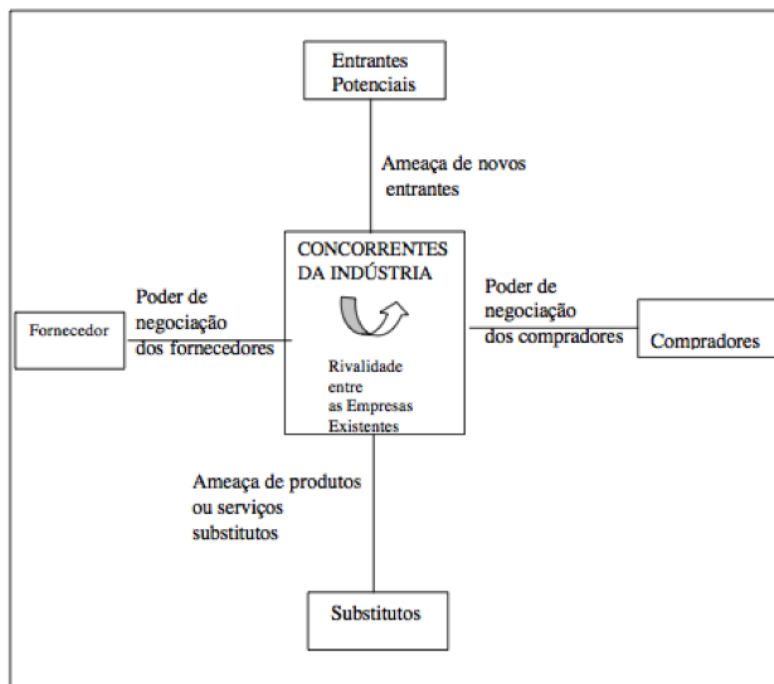 Entrantes
Potenciais
Ameaça de novos
entrantes
CONCORRENTES
DA INDÚSTRIA
Rivalidade
entre
as Empresas
Existentes
Fornecedor
Poder de
negociação
dos fornecedores
Poder de
negociação
dos compradores
Compradores
Ameaça de produtos
ou serviços
substitutos
Substitutos